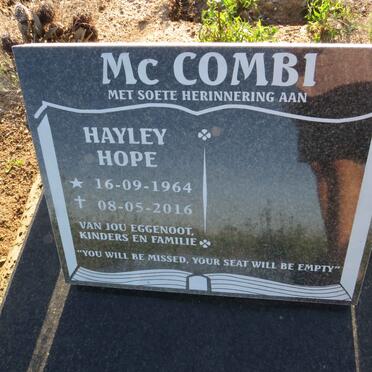 Mc COMBI
MET SOETE HERINNERING AAN
HAYLEY
HOPE
★ 16-09-1964
✝ 08-05-2016
VAN JOU EGGENOOT,
KINDERS EN FAMILIE
"YOU WILL BE MISSED, YOUR SEAT WILL BE EMPTY"